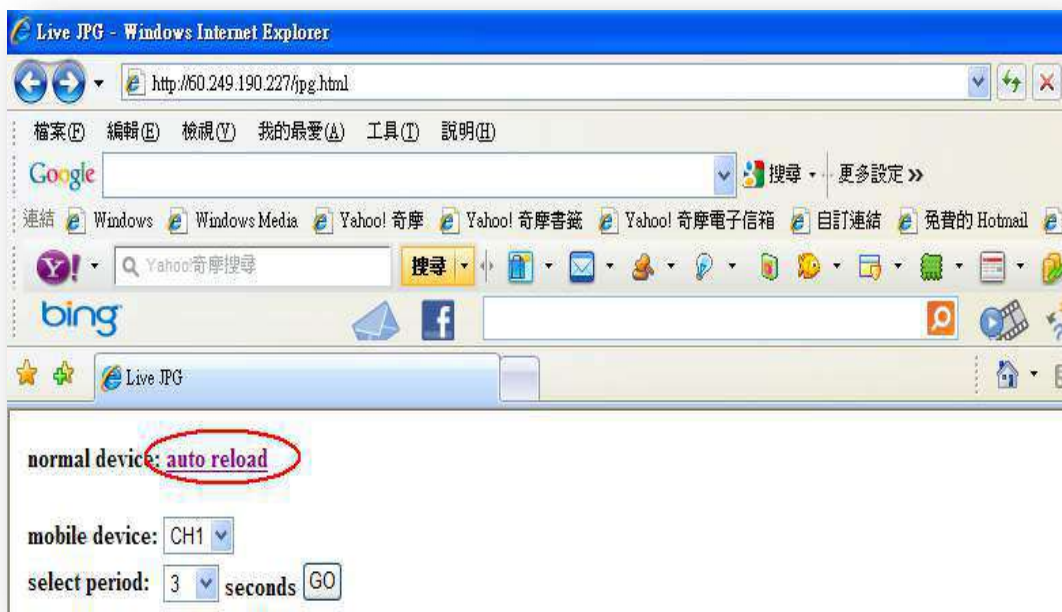 Live JPG - Windows Internet Explorer
http://60.249.190.227/jpg.html
檔案(F) 編輯(E) 檢視(V) 我的最愛(A) 工具(T) 說明(H)
Google 搜尋 更多設定 »
連結 Windows Windows Media Yahoo! 奇摩 Yahoo! 奇摩書籤 Yahoo! 奇摩電子信箱 自訂連結 免費的 Hotmail
Y! Yahoo!奇摩搜尋 搜尋
bing f
Live JPG
normal device: auto reload
mobile device: CH1
select period: 3 seconds GO